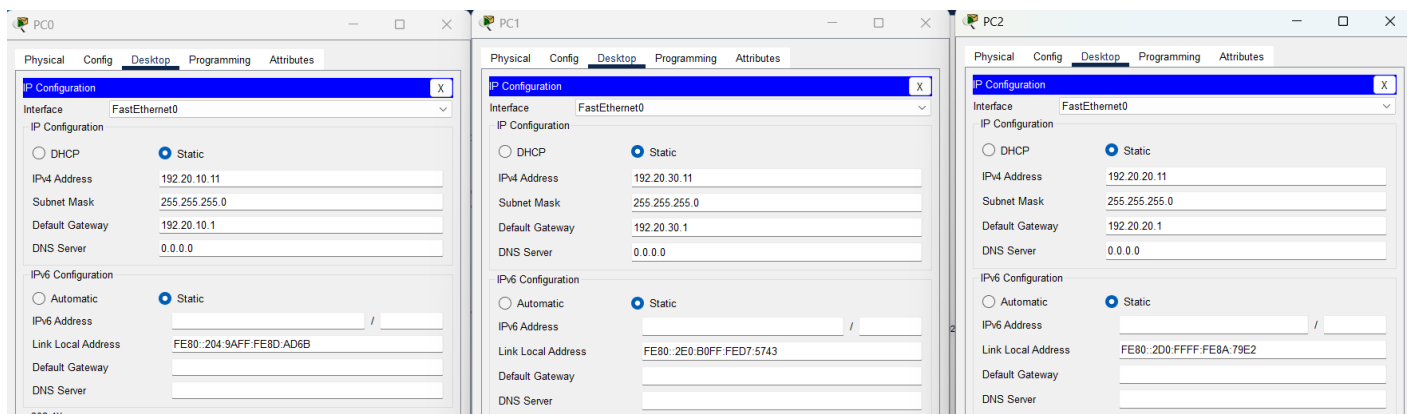 PC0
Physical Config Desktop Programming Attributes
IP Configuration X
Interface FastEthernet0
IP Configuration
DHCP Static
IPv4 Address 192.20.10.11
Subnet Mask 255.255.255.0
Default Gateway 192.20.10.1
DNS Server 0.0.0.0
IPv6 Configuration
Automatic Static
IPv6 Address /
Link Local Address FE80::204:9AFF:FE8D:AD6B
Default Gateway
DNS Server
PC1
Physical Config Desktop Programming Attributes
IP Configuration X
Interface FastEthernet0
IP Configuration
DHCP Static
IPv4 Address 192.20.30.11
Subnet Mask 255.255.255.0
Default Gateway 192.20.30.1
DNS Server 0.0.0.0
IPv6 Configuration
Automatic Static
IPv6 Address /
Link Local Address FE80::2E0:B0FF:FED7:5743
Default Gateway
DNS Server
PC2
Physical Config Desktop Programming Attributes
IP Configuration X
Interface FastEthernet0
IP Configuration
DHCP Static
IPv4 Address 192.20.20.11
Subnet Mask 255.255.255.0
Default Gateway 192.20.20.1
DNS Server 0.0.0.0
IPv6 Configuration
Automatic Static
IPv6 Address /
Link Local Address FE80::2D0:FFFF:FE8A:79E2
Default Gateway
DNS Server